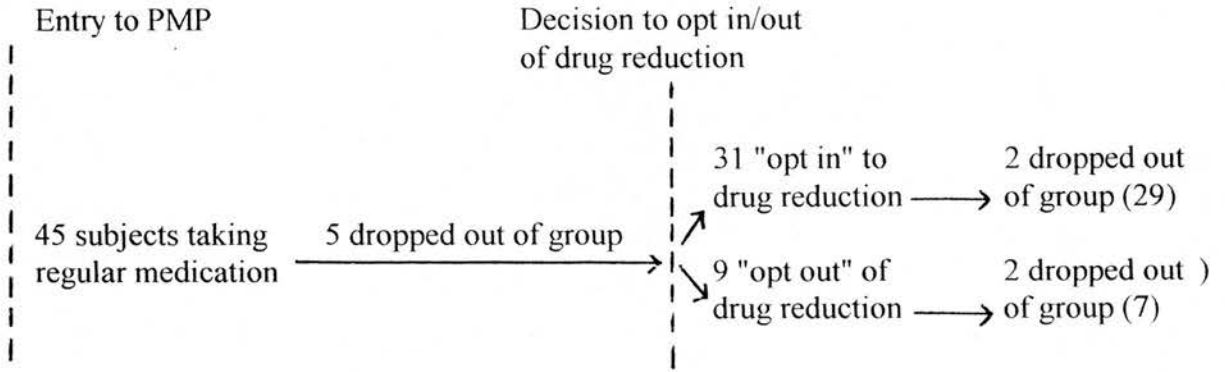 Entry to PMP
Decision to opt in/out
of drug reduction
45 subjects taking
regular medication
5 dropped out of group
31 "opt in" to
drug reduction
2 dropped out
of group (29)
9 "opt out" of
drug reduction
2 dropped out )
of group (7)